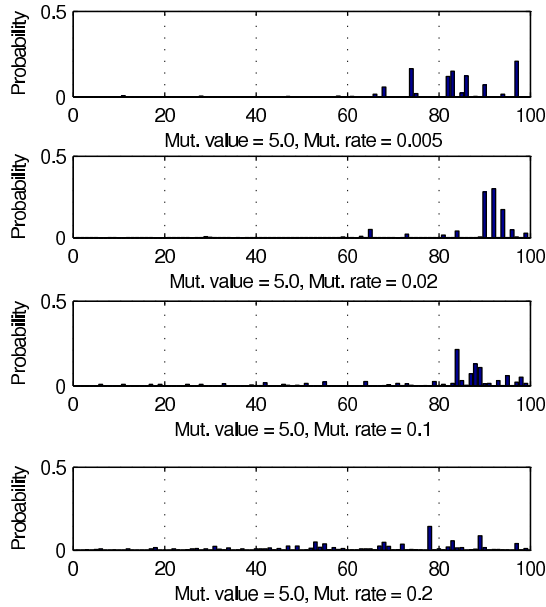 0.5
Probability
0
0 20 40 60 80 100
Mut. value = 5.0, Mut. rate = 0.005
0.5
Probability
0
0 20 40 60 80 100
Mut. value = 5.0, Mut. rate = 0.02
0.5
Probability
0
0 20 40 60 80 100
Mut. value = 5.0, Mut. rate = 0.1
0.5
Probability
0
0 20 40 60 80 100
Mut. value = 5.0, Mut. rate = 0.2